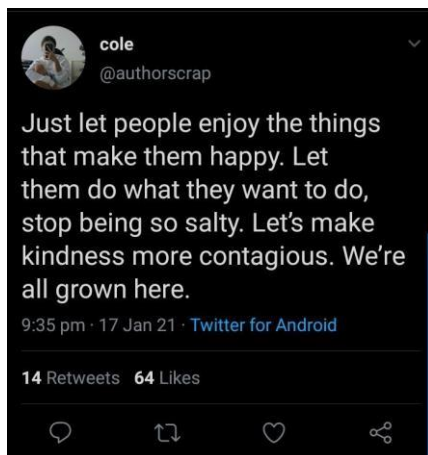 cole
@authorscrap
Just let people enjoy the things
that make them happy. Let
them do what they want to do,
stop being so salty. Let's make
kindness more contagious. We're
all grown here.
9:35 pm · 17 Jan 21 · Twitter for Android
14 Retweets 64 Likes